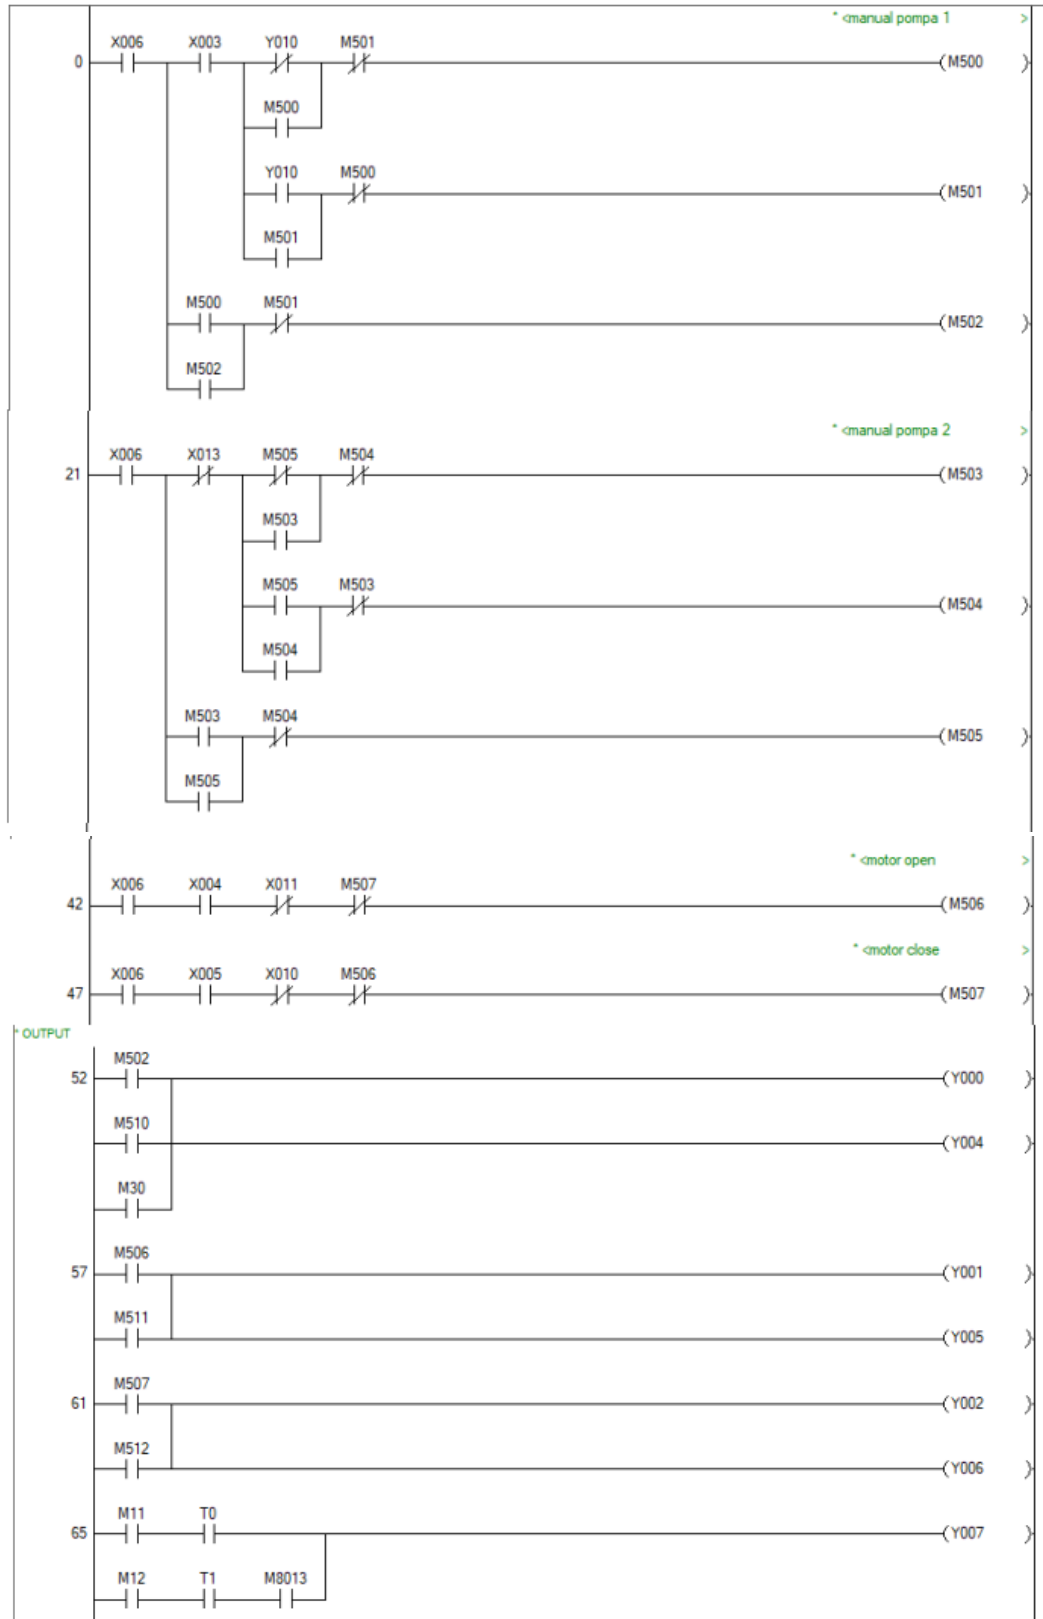 * <manual pompa 1 >
X006 X003 Y010 M501
0 (M500 )
M500
Y010 M500
(M501 )
M501
M500 M501
(M502 )
M502
* <manual pompa 2 >
X006 X013 M505 M504
21 (M503 )
M503
M505 M503
(M504 )
M504
M503 M504
(M505 )
M505
* <motor open >
X006 X004 X011 M507
42 (M506 )
* <motor close >
X006 X005 X010 M506
47 (M507 )
* OUTPUT
M502
52 (Y000 )
M510
(Y004 )
M30
M506
57 (Y001 )
M511
(Y005 )
M507
61 (Y002 )
M512
(Y006 )
M11 T0
65 (Y007 )
M12 T1 M8013